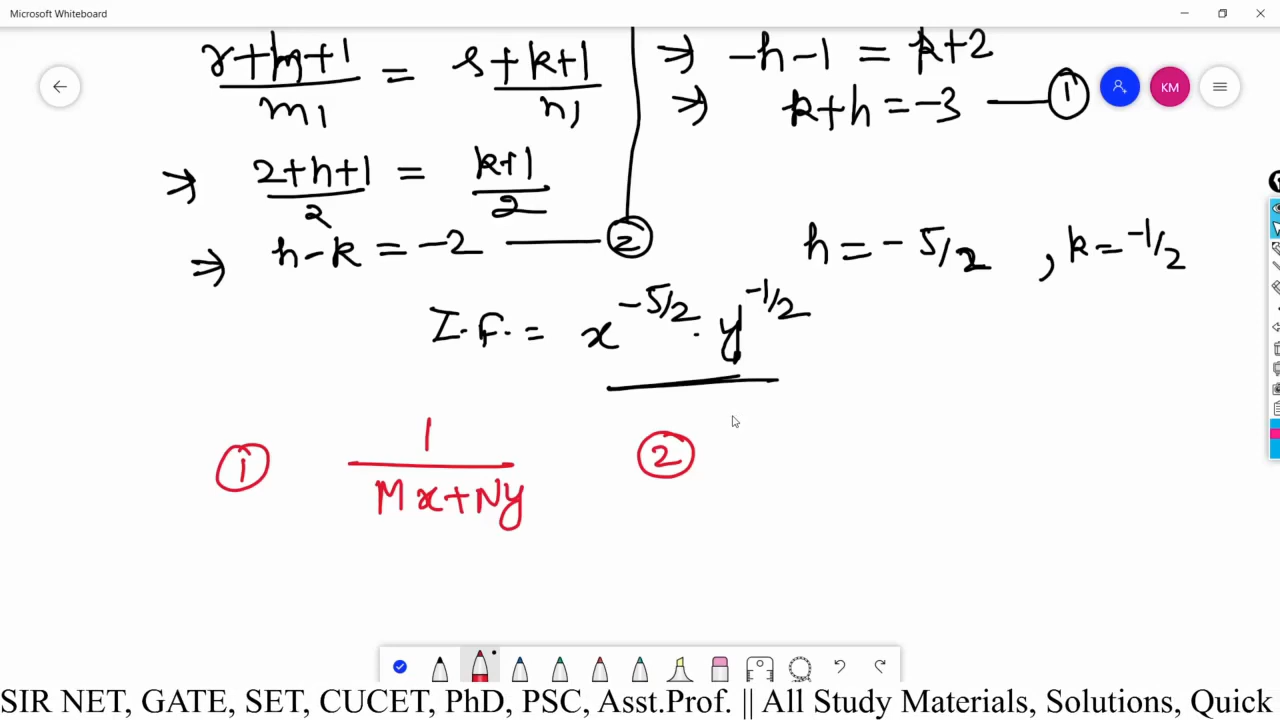 Microsoft Whiteboard
(r+h+1)/m1 = (s+k+1)/n1
⇒ (2+h+1)/2 = (k+1)/2
⇒ h-k = -2 —— ②
⇒ -h-1 = k+2
⇒ k+h = -3 —— ①
h = -5/2 , k = -1/2
I.F. = x^{-5/2} · y^{-1/2}
① 1/(Mx+Ny) ②
KM
SIR NET, GATE, SET, CUCET, PhD, PSC, Asst.Prof. || All Study Materials, Solutions, Quick